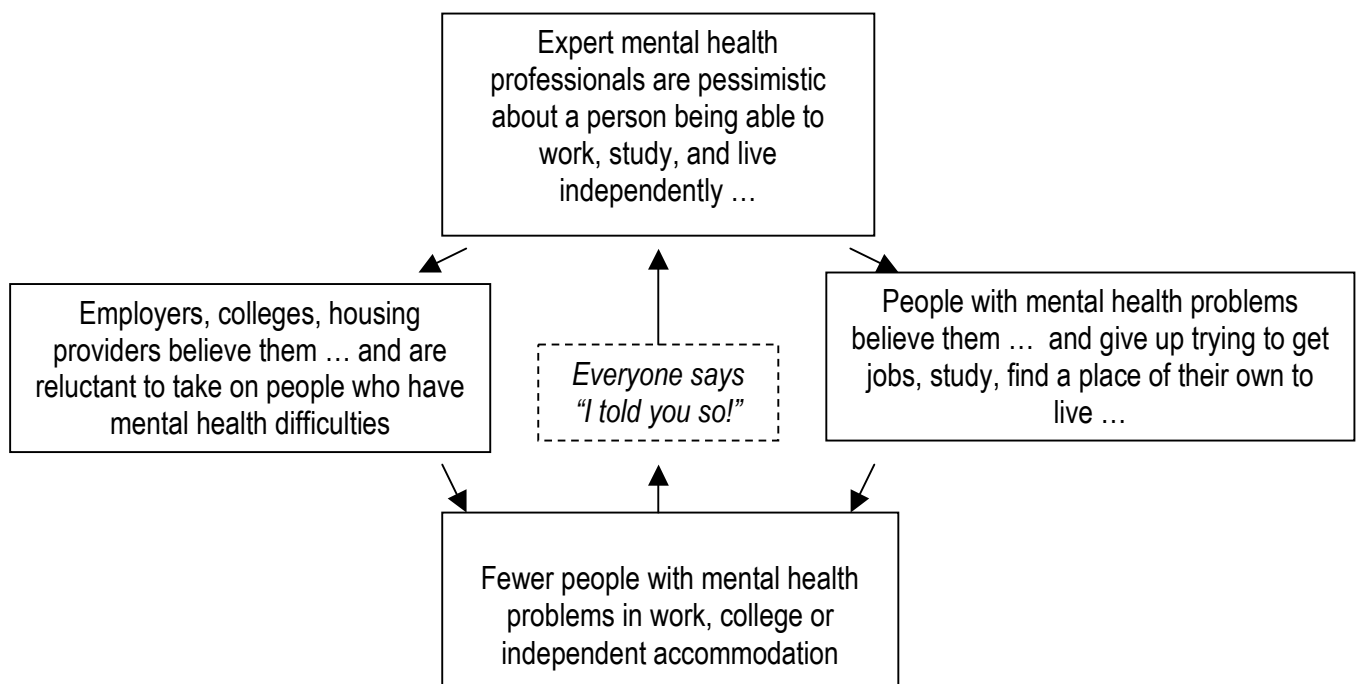 Expert mental health
professionals are pessimistic
about a person being able to
work, study, and live
independently …
Employers, colleges, housing
providers believe them … and are
reluctant to take on people who have
mental health difficulties
Everyone says
“I told you so!”
People with mental health problems
believe them … and give up trying to get
jobs, study, find a place of their own to
live …
Fewer people with mental health
problems in work, college or
independent accommodation